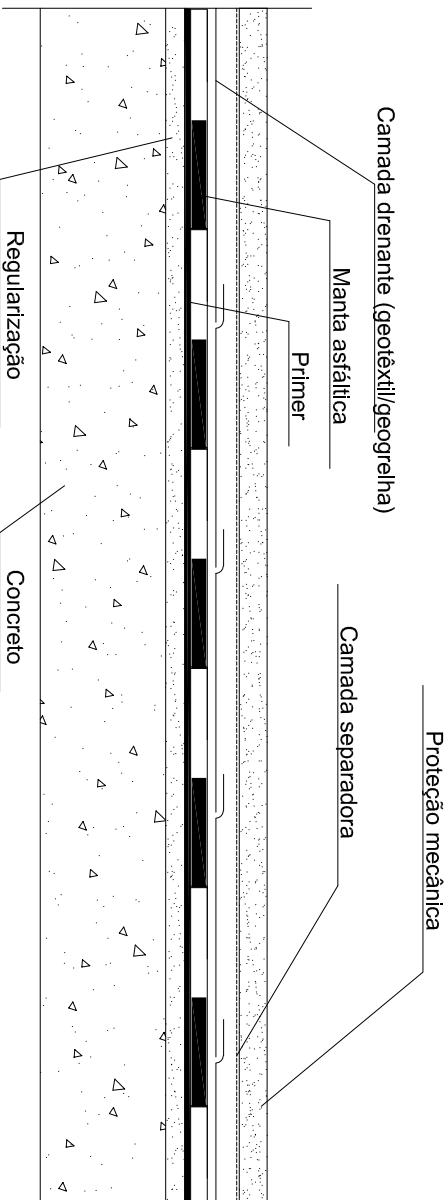 Camada drenante (geotêxtil/geogrelha)
Manta asfáltica
Primer
Camada separadora
Proteção mecânica
Regularização
Concreto